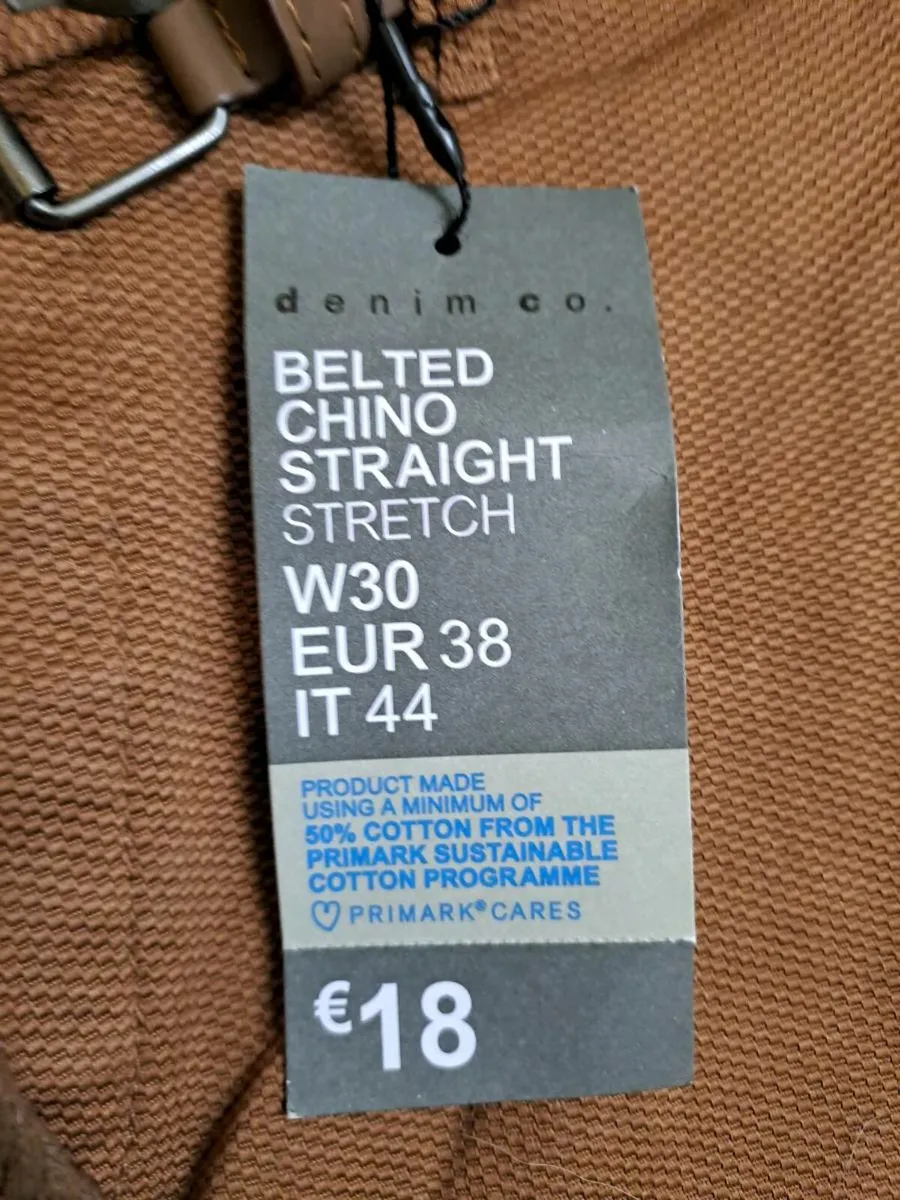 denim co.
BELTED
CHINO
STRAIGHT
STRETCH
W30
EUR 38
IT 44
PRODUCT MADE
USING A MINIMUM OF
50% COTTON FROM THE
PRIMARK SUSTAINABLE
COTTON PROGRAMME
PRIMARK® CARES
€18